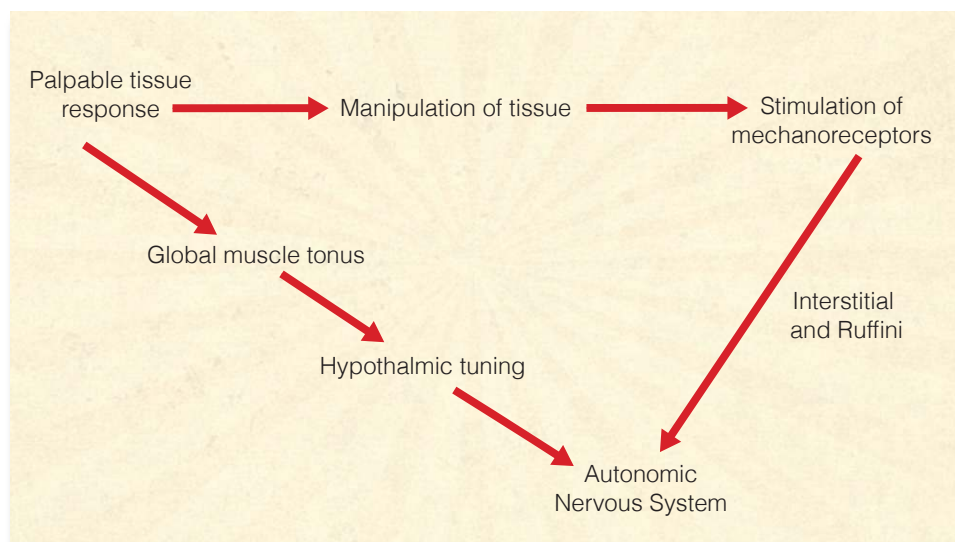 Palpable tissue
response
Manipulation of tissue
Stimulation of
mechanoreceptors
Global muscle tonus
Interstitial
and Ruffini
Hypothalmic tuning
Autonomic
Nervous System